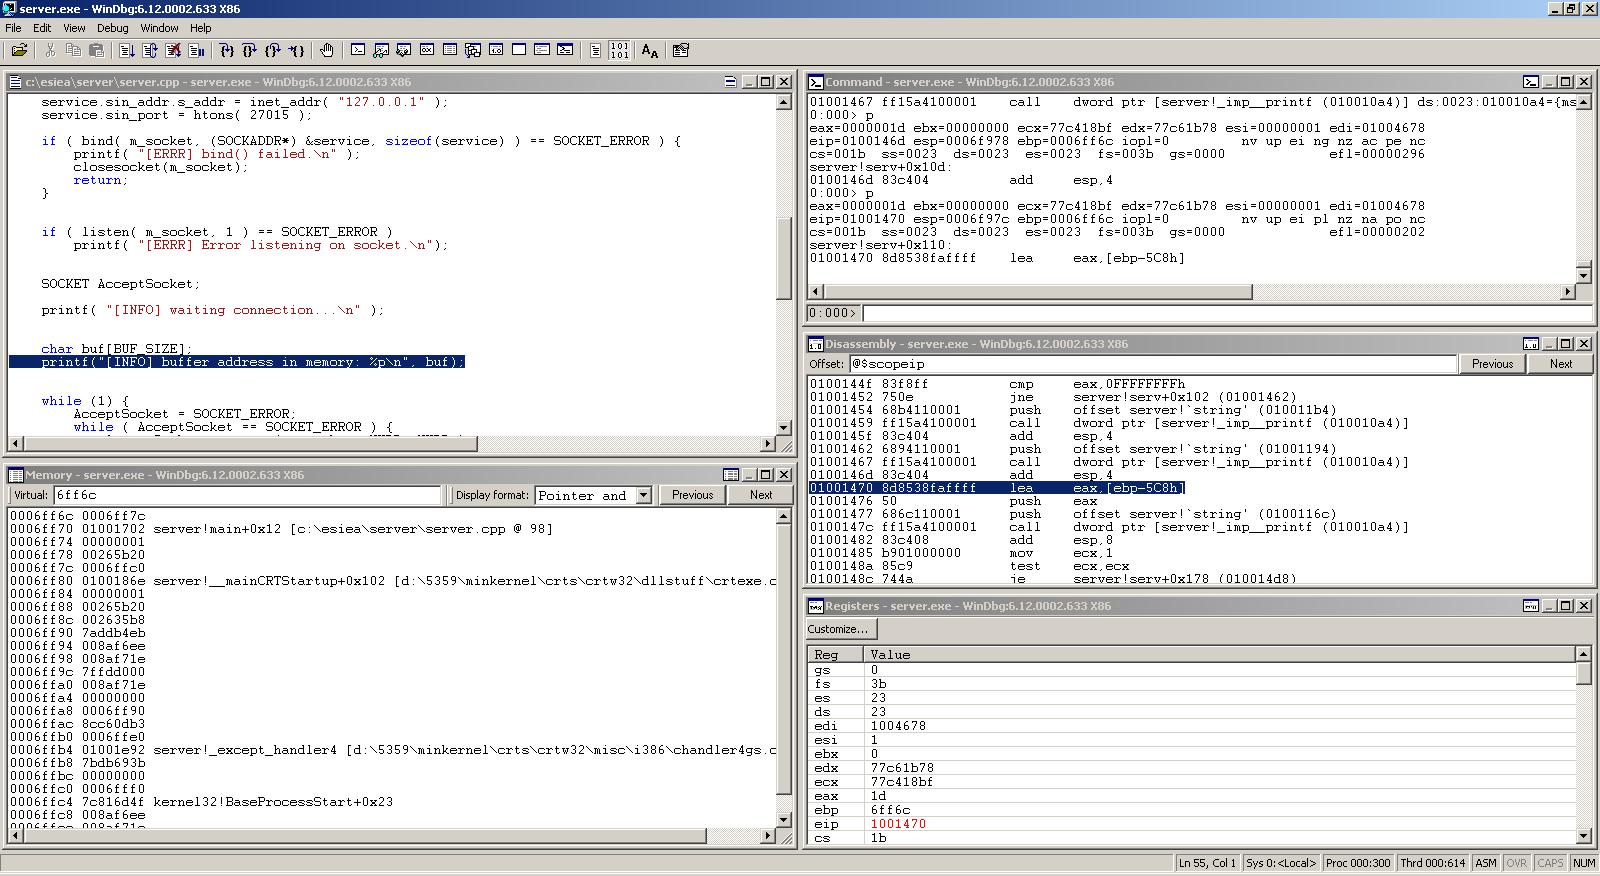 server.exe - WinDbg:6.12.0002.633 X86
File Edit View Debug Window Help
c:\esiea\server\server.cpp - server.exe - WinDbg:6.12.0002.633 X86
service.sin_addr.s_addr = inet_addr( "127.0.0.1" );
service.sin_port = htons( 27015 );
if ( bind( m_socket, (SOCKADDR*) &service, sizeof(service) ) == SOCKET_ERROR ) {
printf( "[ERRR] bind() failed.\n" );
closesocket(m_socket);
return;
}
if ( listen( m_socket, 1 ) == SOCKET_ERROR )
printf( "[ERRR] Error listening on socket.\n");
SOCKET AcceptSocket;
printf( "[INFO] waiting connection...\n" );
char buf[BUF_SIZE];
printf("[INFO] buffer address in memory: %p\n", buf);
while (1) {
AcceptSocket = SOCKET_ERROR;
while ( AcceptSocket == SOCKET_ERROR ) {
Memory - server.exe - WinDbg:6.12.0002.633 X86
Virtual: 6ff6c Display format: Pointer and Previous Next
0006ff6c 0006ff7c
0006ff70 01001702 server!main+0x12 [c:\esiea\server\server.cpp @ 98]
0006ff74 00000001
0006ff78 00265b20
0006ff7c 0006ffc0
0006ff80 0100186e server!__mainCRTStartup+0x102 [d:\5359\minkernel\crts\crtw32\dllstuff\crtexe.c
0006ff84 00000001
0006ff88 00265b20
0006ff8c 002635b8
0006ff90 7addb4eb
0006ff94 008af6ee
0006ff98 008af71e
0006ff9c 7ffdd000
0006ffa0 008af71e
0006ffa4 00000000
0006ffa8 0006ff90
0006ffac 8cc60db3
0006ffb0 0006ffe0
0006ffb4 01001e92 server!_except_handler4 [d:\5359\minkernel\crts\crtw32\misc\i386\chandler4gs.c
0006ffb8 7bdb693b
0006ffbc 00000000
0006ffc0 0006fff0
0006ffc4 7c816d4f kernel32!BaseProcessStart+0x23
0006ffc8 008af6ee
0006ffcc 008af71e
Command - server.exe - WinDbg:6.12.0002.633 X86
01001467 ff15a4100001 call dword ptr [server!_imp__printf (010010a4)] ds:0023:010010a4={ms
0:000> p
eax=0000001d ebx=00000000 ecx=77c418bf edx=77c61b78 esi=00000001 edi=01004678
eip=0100146d esp=0006f978 ebp=0006ff6c iopl=0 nv up ei ng nz ac pe nc
cs=001b ss=0023 ds=0023 es=0023 fs=003b gs=0000 efl=00000296
server!serv+0x10d:
0100146d 83c404 add esp,4
0:000> p
eax=0000001d ebx=00000000 ecx=77c418bf edx=77c61b78 esi=00000001 edi=01004678
eip=01001470 esp=0006f97c ebp=0006ff6c iopl=0 nv up ei pl nz na po nc
cs=001b ss=0023 ds=0023 es=0023 fs=003b gs=0000 efl=00000202
server!serv+0x110:
01001470 8d8538faffff lea eax,[ebp-5C8h]
0:000>
Disassembly - server.exe - WinDbg:6.12.0002.633 X86
Offset: @$scopeip Previous Next
0100144f 83f8ff cmp eax,0FFFFFFFFh
01001452 750e jne server!serv+0x102 (01001462)
01001454 68b4110001 push offset server!`string' (010011b4)
01001459 ff15a4100001 call dword ptr [server!_imp__printf (010010a4)]
0100145f 83c404 add esp,4
01001462 6894110001 push offset server!`string' (01001194)
01001467 ff15a4100001 call dword ptr [server!_imp__printf (010010a4)]
0100146d 83c404 add esp,4
01001470 8d8538faffff lea eax,[ebp-5C8h]
01001476 50 push eax
01001477 686c110001 push offset server!`string' (0100116c)
0100147c ff15a4100001 call dword ptr [server!_imp__printf (010010a4)]
01001482 83c408 add esp,8
01001485 b901000000 mov ecx,1
0100148a 85c9 test ecx,ecx
0100148c 744a je server!serv+0x178 (010014d8)
Registers - server.exe - WinDbg:6.12.0002.633 X86
Customize...
Reg Value
gs 0
fs 3b
es 23
ds 23
edi 1004678
esi 1
ebx 0
edx 77c61b78
ecx 77c418bf
eax 1d
ebp 6ff6c
eip 1001470
cs 1b
Ln 55, Col 1 Sys 0:<Local> Proc 000:300 Thrd 000:614 ASM OVR CAPS NUM